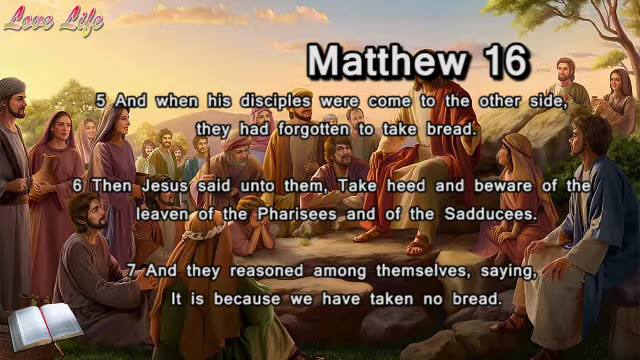 Love Life
Matthew 16
5 And when his disciples were come to the other side,
they had forgotten to take bread.
6 Then Jesus said unto them, Take heed and beware of the
leaven of the Pharisees and of the Sadducees.
7 And they reasoned among themselves, saying,
It is because we have taken no bread.